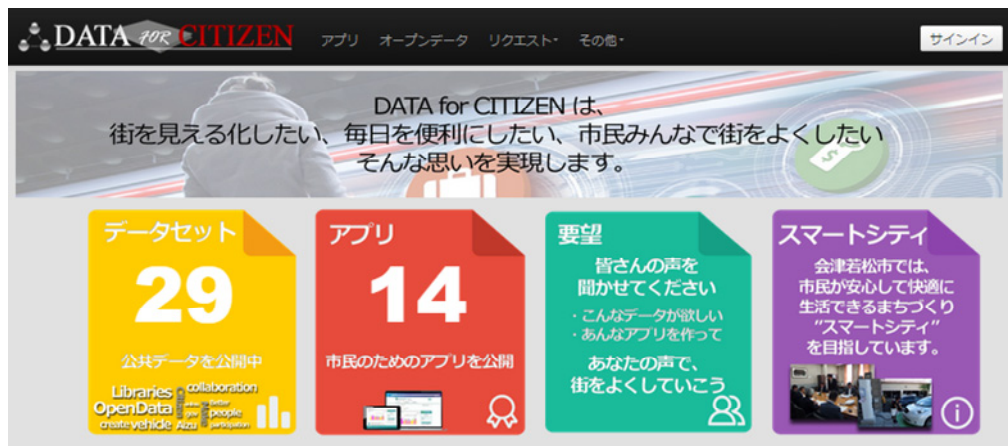 DATA FOR CITIZEN
アプリ オープンデータ リクエスト その他
サインイン
DATA for CITIZEN は、
街を見える化したい、毎日を便利にしたい、市民みんなで街をよくしたい
そんな思いを実現します。
データセット
29
公共データを公開中
Libraries collaboration
OpenData people
create vehicle Aizu participation
アプリ
14
市民のためのアプリを公開
要望
皆さんの声を
聞かせてください
・こんなデータが欲しい
・あんなアプリを作って
あなたの声で、
街をよくしていこう
スマートシティ
会津若松市では、
市民が安心して快適に
生活できるまちづくり
"スマートシティ"
を目指しています。